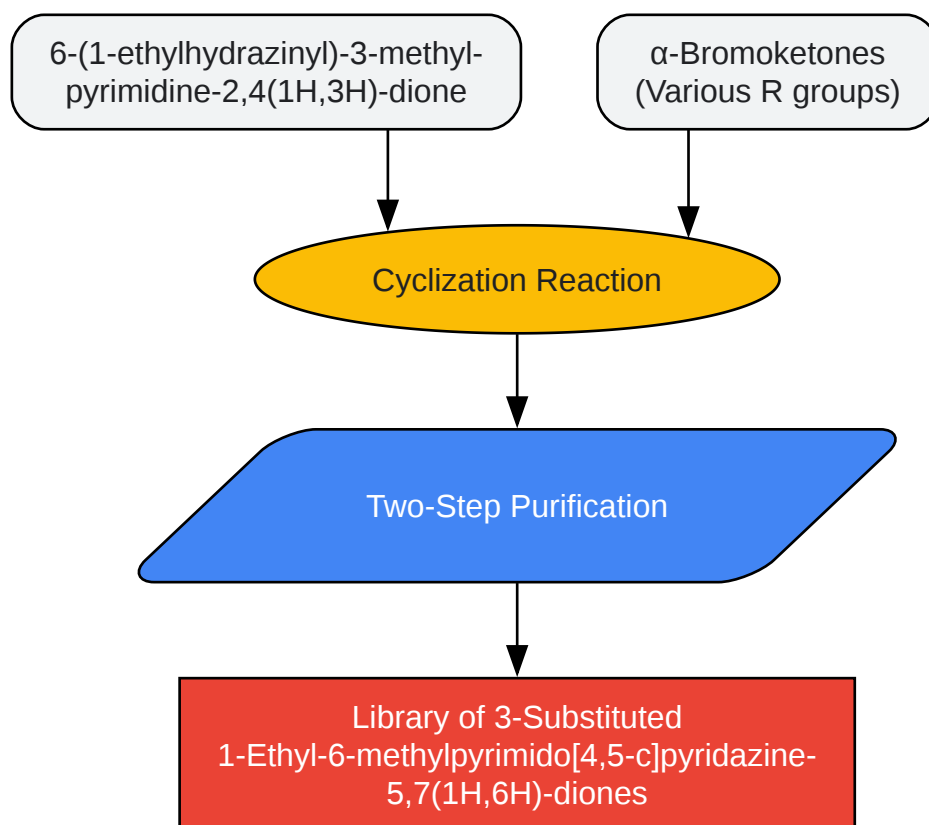 6-(1-ethylhydrazinyl)-3-methyl-
pyrimidine-2,4(1H,3H)-dione
α-Bromoketones
(Various R groups)
Cyclization Reaction
Two-Step Purification
Library of 3-Substituted
1-Ethyl-6-methylpyrimido[4,5-c]pyridazine-
5,7(1H,6H)-diones